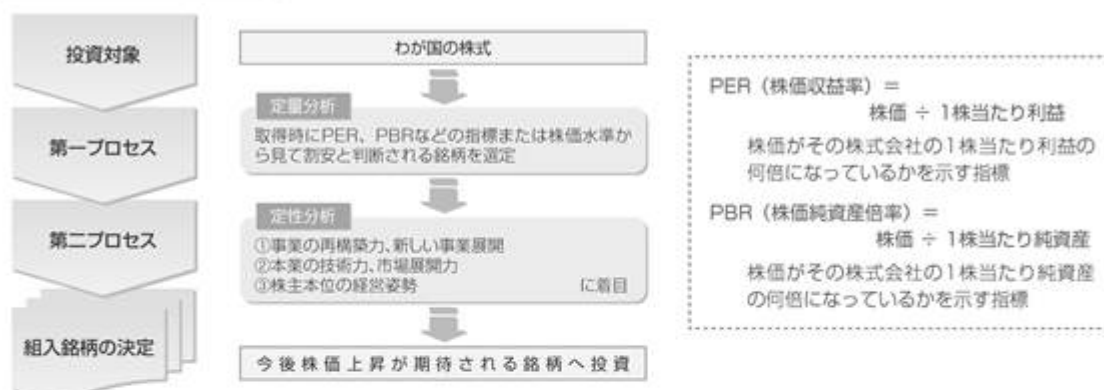 投資対象
わが国の株式
第一プロセス
定量分析
取得時にPER、PBRなどの指標または株価水準か
ら見て割安と判断される銘柄を選定
第二プロセス
定性分析
①事業の再構築力、新しい事業展開
②本業の技術力、市場展開力
③株主本位の経営姿勢 に着目
組入銘柄の決定
今後株価上昇が期待される銘柄へ投資
PER（株価収益率）＝
株価 ÷ 1株当たり利益
株価がその株式会社の1株当たり利益の
何倍になっているかを示す指標
PBR（株価純資産倍率）＝
株価 ÷ 1株当たり純資産
株価がその株式会社の1株当たり純資産
の何倍になっているかを示す指標